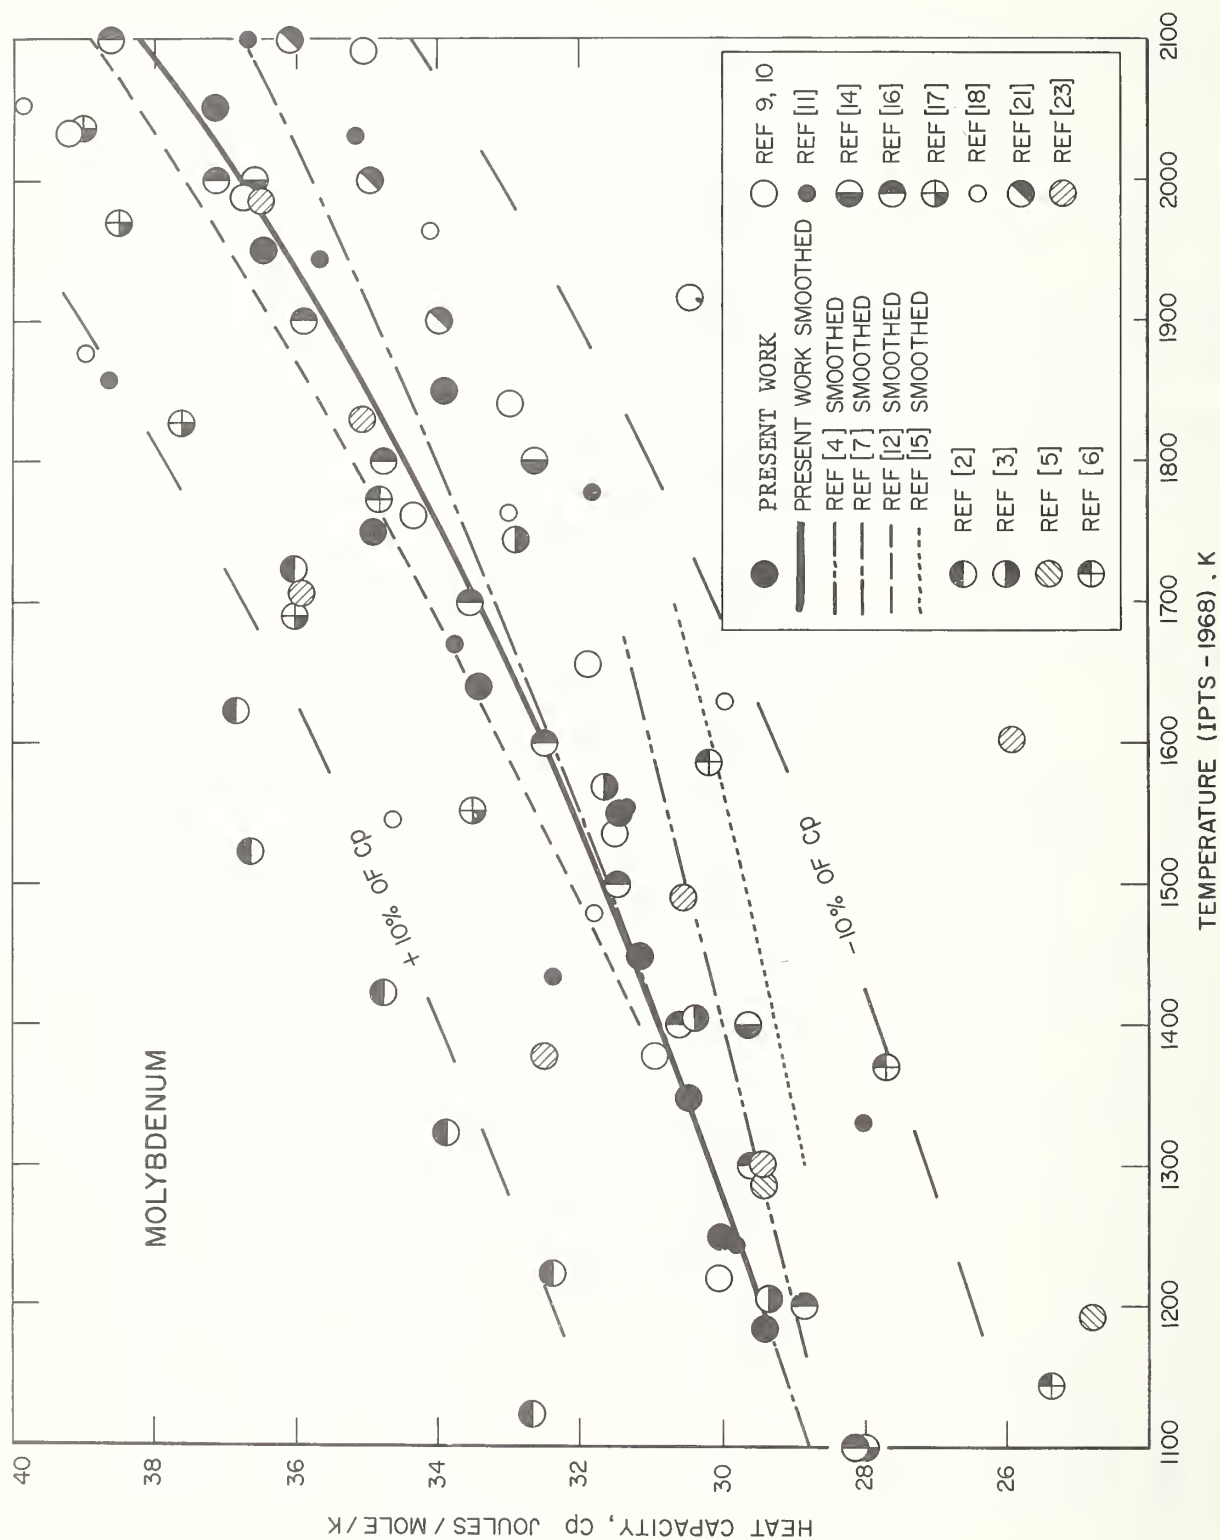 MOLYBDENUM
HEAT CAPACITY, Cp JOULES / MOLE / K
40
38
36
34
32
30
28
26
+10% OF Cp
-10% OF Cp
PRESENT WORK
PRESENT WORK SMOOTHED
REF [4] SMOOTHED
REF [7] SMOOTHED
REF [12] SMOOTHED
REF [15] SMOOTHED
REF [2]
REF [3]
REF [5]
REF [6]
REF 9, 10
REF [11]
REF [14]
REF [16]
REF [17]
REF [18]
REF [21]
REF [23]
1100
1200
1300
1400
1500
1600
1700
1800
1900
2000
2100
TEMPERATURE (IPTS - 1968), K